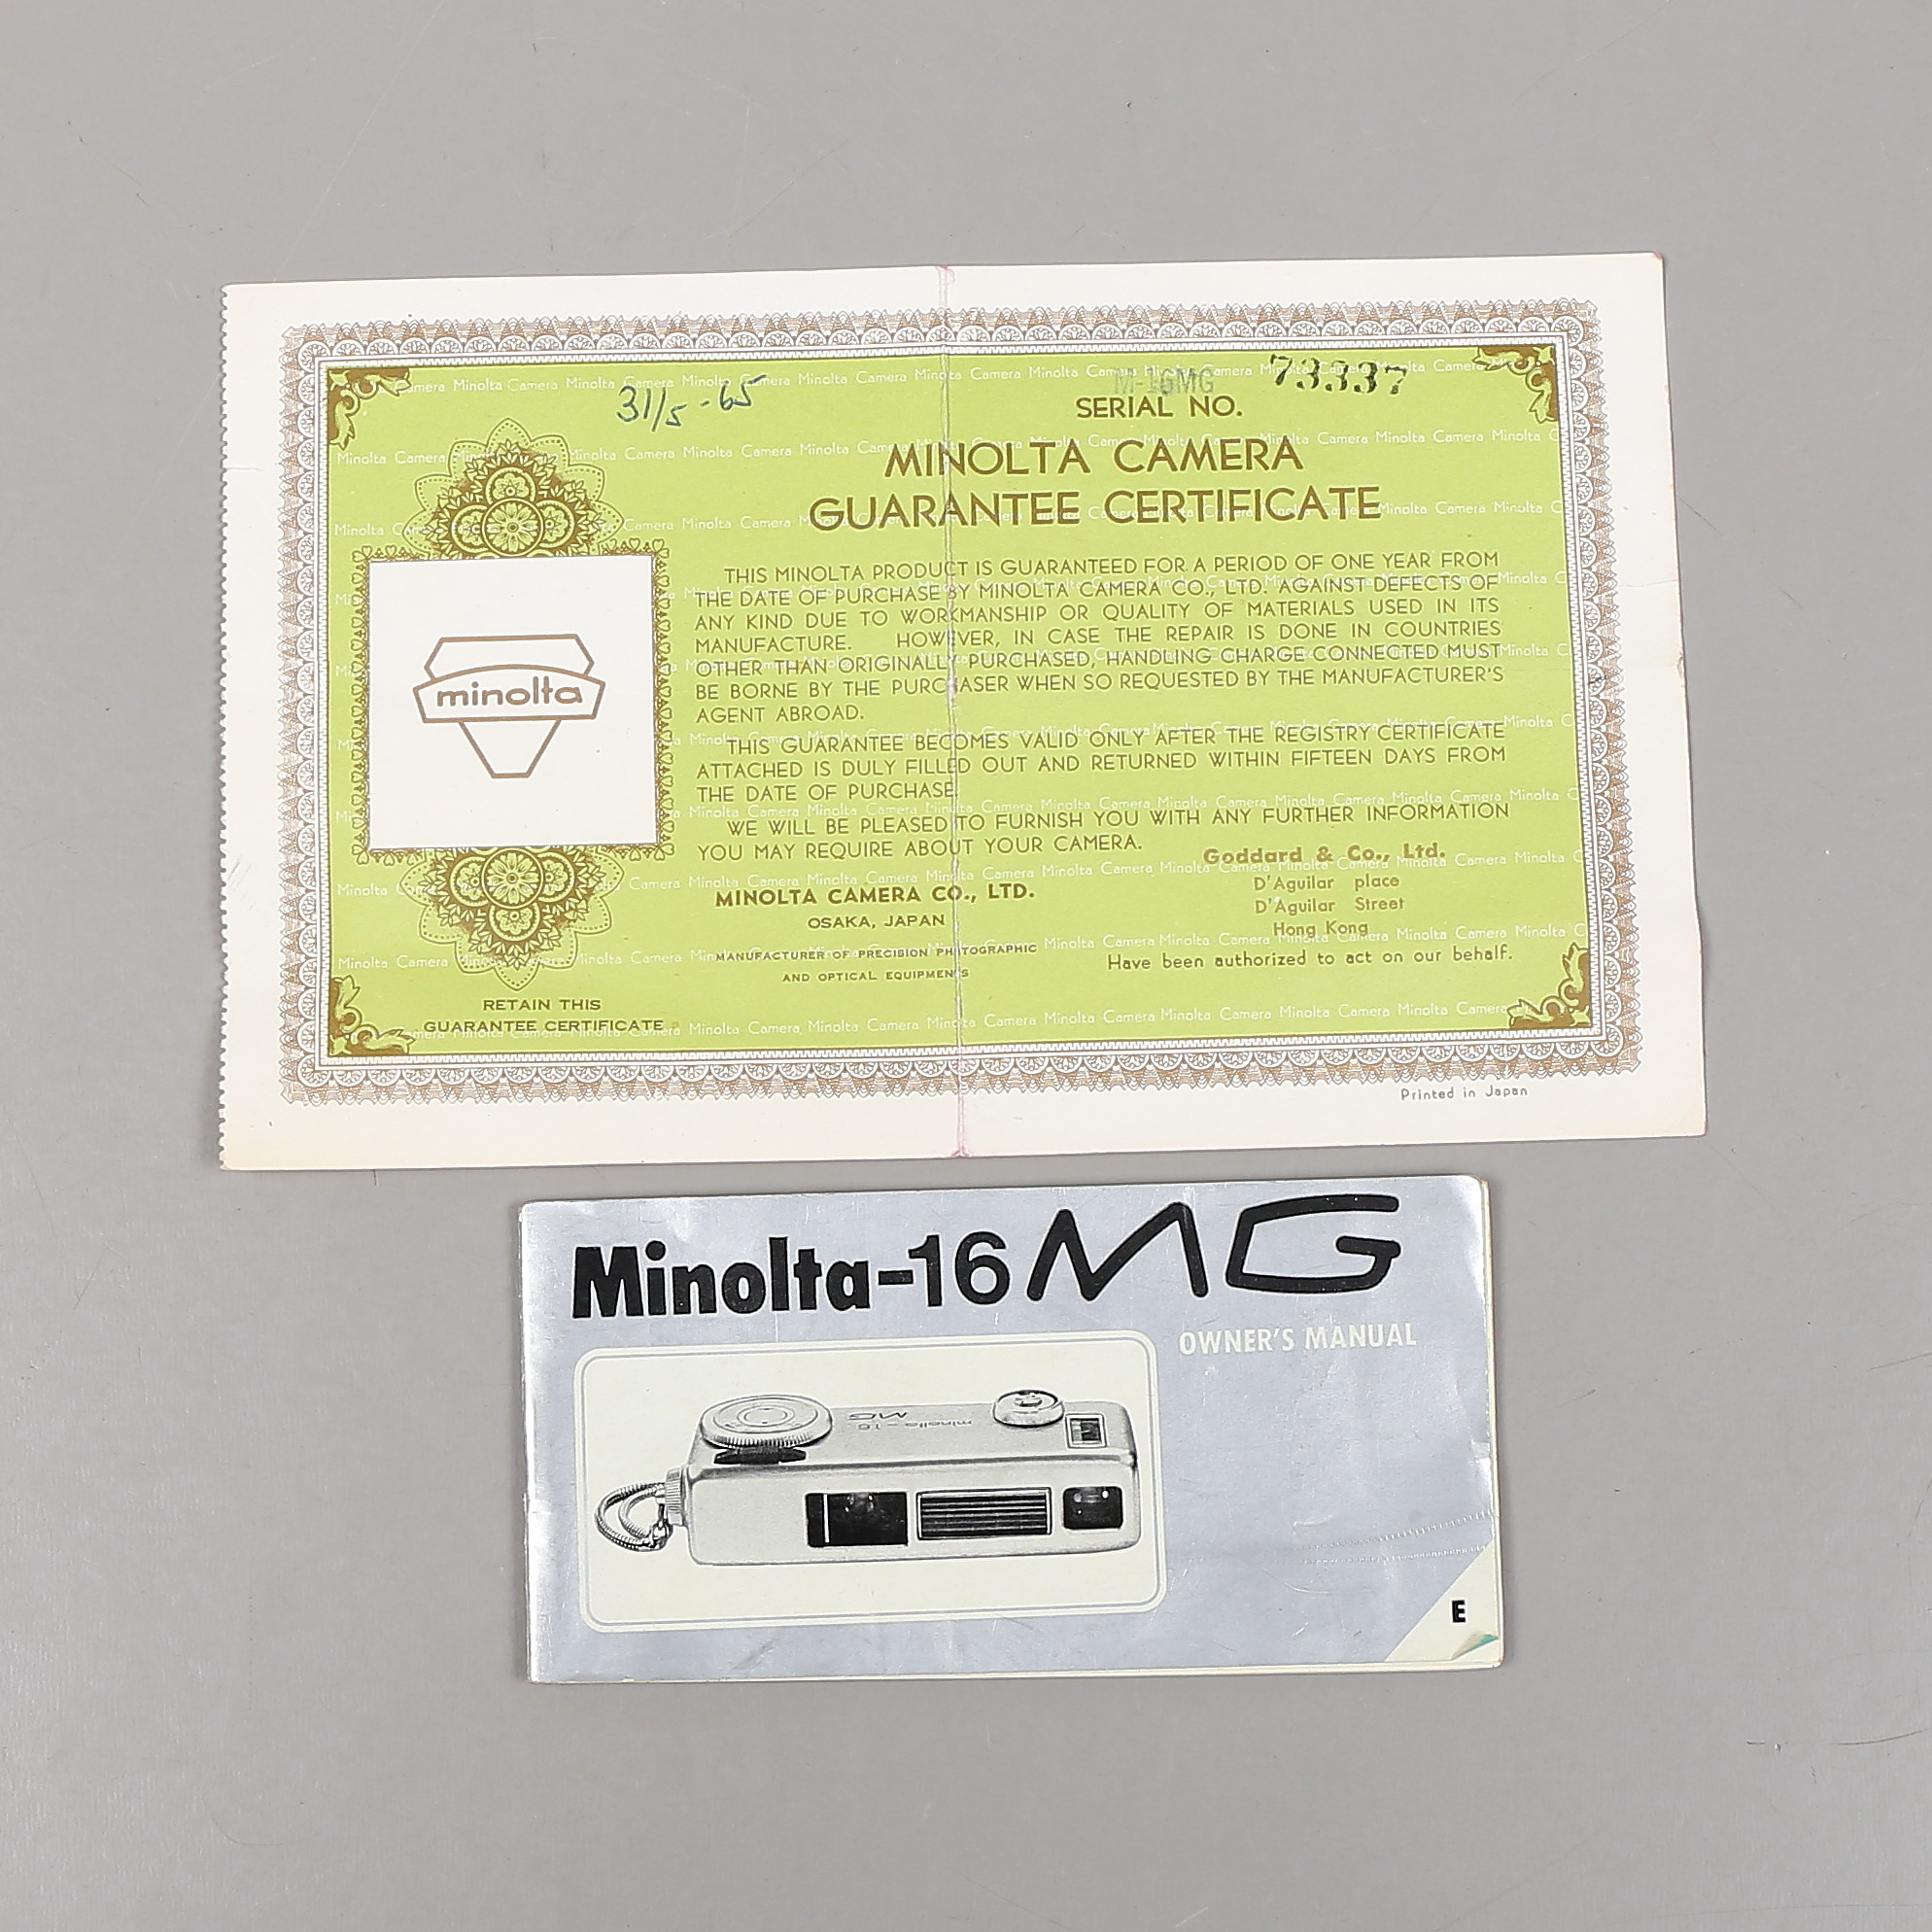 31/5 - 65
M-16MG 73337
SERIAL NO.
MINOLTA CAMERA
GUARANTEE CERTIFICATE
minolta
THIS MINOLTA PRODUCT IS GUARANTEED FOR A PERIOD OF ONE YEAR FROM
THE DATE OF PURCHASE BY MINOLTA CAMERA CO., LTD. AGAINST DEFECTS OF
ANY KIND DUE TO WORKMANSHIP OR QUALITY OF MATERIALS USED IN ITS
MANUFACTURE. HOWEVER, IN CASE THE REPAIR IS DONE IN COUNTRIES
OTHER THAN ORIGINALLY PURCHASED, HANDLING CHARGE CONNECTED MUST
BE BORNE BY THE PURCHASER WHEN SO REQUESTED BY THE MANUFACTURER'S
AGENT ABROAD.
THIS GUARANTEE BECOMES VALID ONLY AFTER THE REGISTRY CERTIFICATE
ATTACHED IS DULY FILLED OUT AND RETURNED WITHIN FIFTEEN DAYS FROM
THE DATE OF PURCHASE.
WE WILL BE PLEASED TO FURNISH YOU WITH ANY FURTHER INFORMATION
YOU MAY REQUIRE ABOUT YOUR CAMERA.
MINOLTA CAMERA CO., LTD.
OSAKA, JAPAN
MANUFACTURER OF PRECISION PHOTOGRAPHIC
AND OPTICAL EQUIPMENTS
Goddard & Co., Ltd.
D'Aguilar place
D'Aguilar Street
Hong Kong
Have been authorized to act on our behalf.
RETAIN THIS
GUARANTEE CERTIFICATE
Printed in Japan
Minolta-16 MG
OWNER'S MANUAL
minolta-16
MG
E